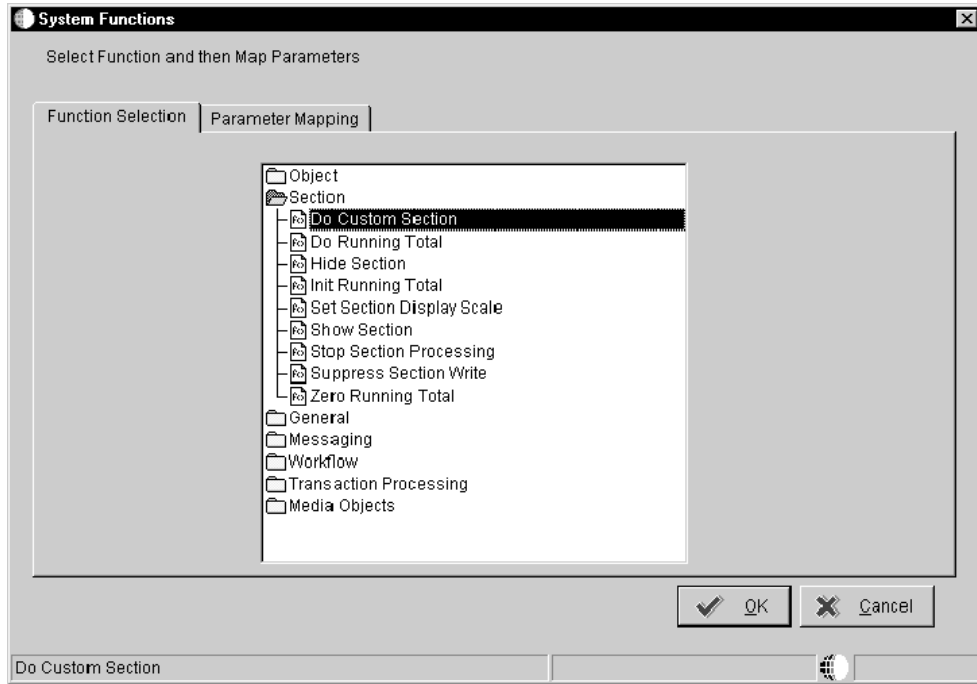 System Functions
Select Function and then Map Parameters
Function Selection
Parameter Mapping
Object
Section
Do Custom Section
Do Running Total
Hide Section
Init Running Total
Set Section Display Scale
Show Section
Stop Section Processing
Suppress Section Write
Zero Running Total
General
Messaging
Workflow
Transaction Processing
Media Objects
OK
Cancel
Do Custom Section